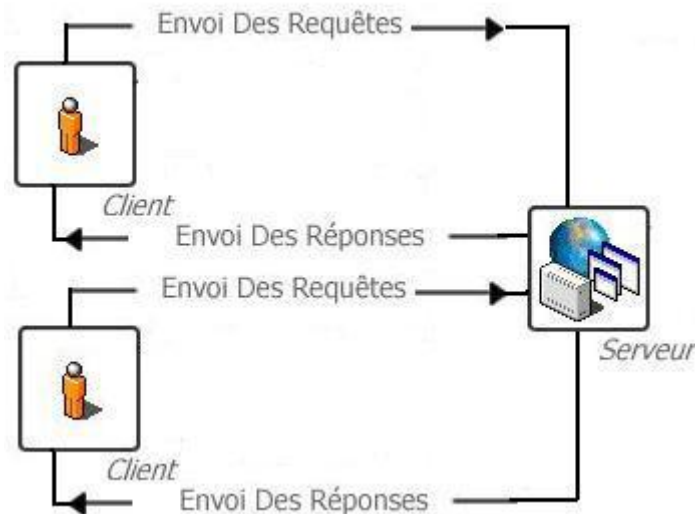 Envoi Des Requêtes
Client
Envoi Des Réponses
Envoi Des Requêtes
Serveur
Client
Envoi Des Réponses